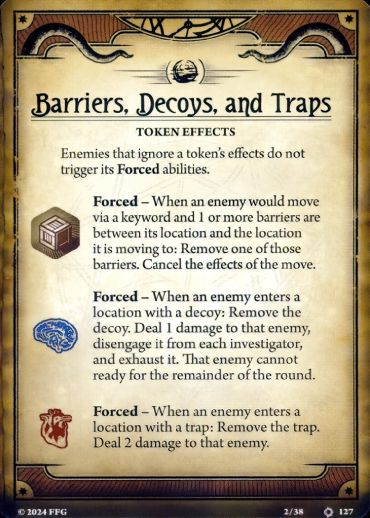 Barriers, Decoys, and Traps
TOKEN EFFECTS
Enemies that ignore a token's effects do not
trigger its Forced abilities.
Forced – When an enemy would move
via a keyword and 1 or more barriers are
between its location and the location
it is moving to: Remove one of those
barriers. Cancel the effects of the move.
Forced – When an enemy enters a
location with a decoy: Remove the
decoy. Deal 1 damage to that enemy,
disengage it from each investigator,
and exhaust it. That enemy cannot
ready for the remainder of the round.
Forced – When an enemy enters a
location with a trap: Remove the trap.
Deal 2 damage to that enemy.
© 2024 FFG 2/38 127